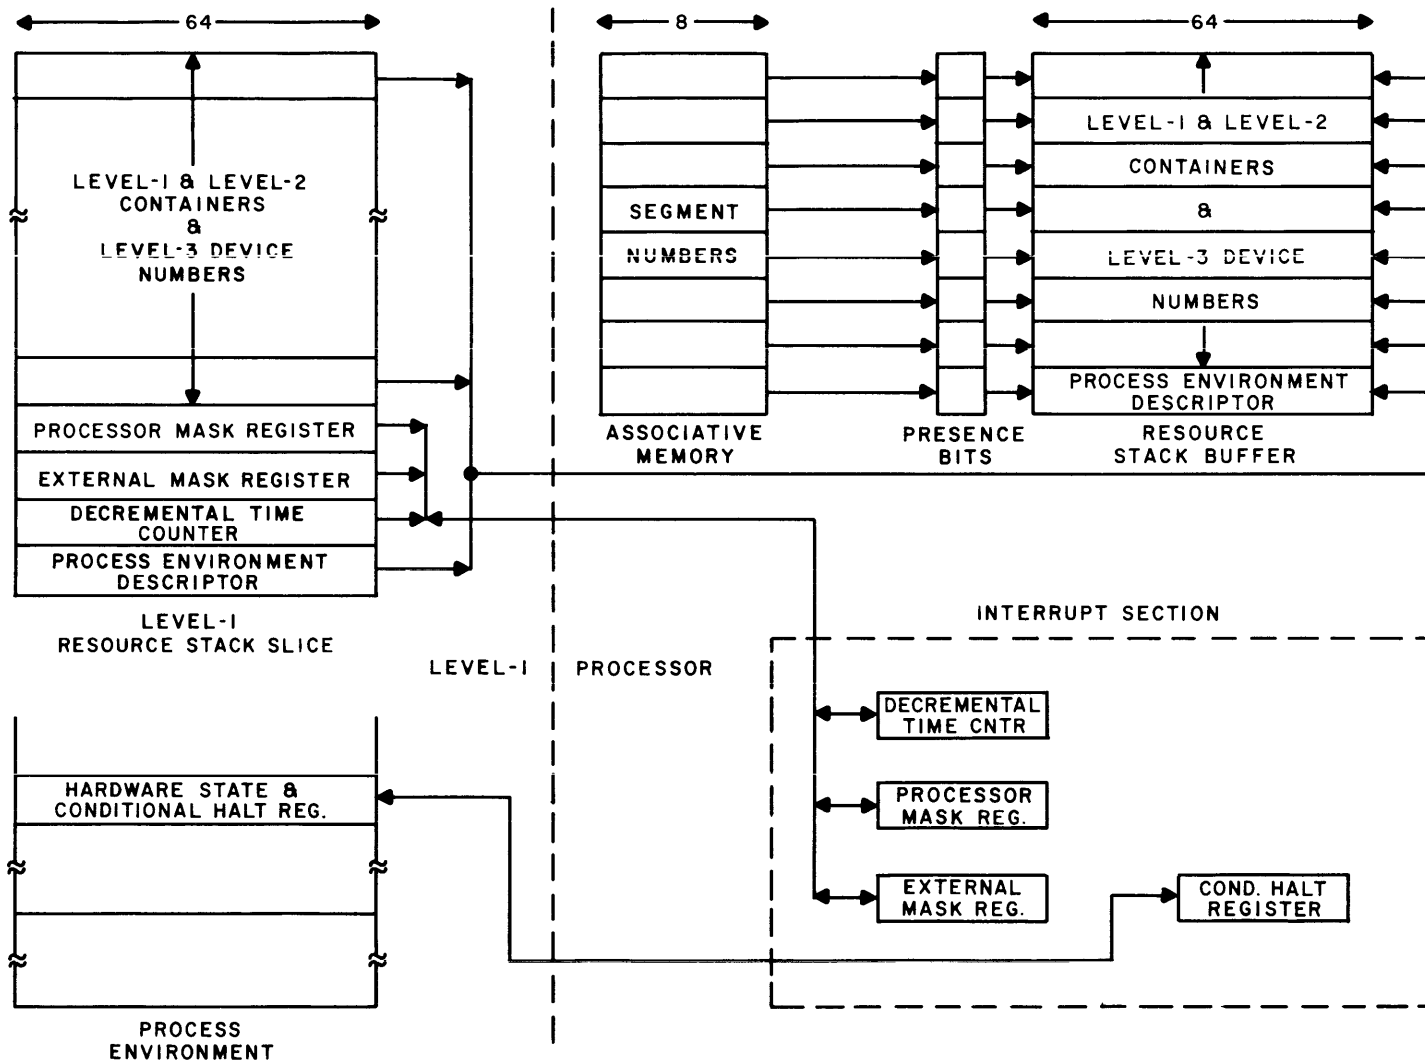 64
8
64
LEVEL-1 & LEVEL-2
CONTAINERS
&
LEVEL-3 DEVICE
NUMBERS
PROCESSOR MASK REGISTER
EXTERNAL MASK REGISTER
DECREMENTAL TIME
COUNTER
PROCESS ENVIRONMENT
DESCRIPTOR
LEVEL-1
RESOURCE STACK SLICE
SEGMENT
NUMBERS
ASSOCIATIVE
MEMORY
PRESENCE
BITS
LEVEL-1 & LEVEL-2
CONTAINERS
&
LEVEL-3 DEVICE
NUMBERS
PROCESS ENVIRONMENT
DESCRIPTOR
RESOURCE
STACK BUFFER
LEVEL-1
PROCESSOR
INTERRUPT SECTION
DECREMENTAL
TIME CNTR
PROCESSOR
MASK REG.
EXTERNAL
MASK REG.
COND. HALT
REGISTER
HARDWARE STATE &
CONDITIONAL HALT REG.
PROCESS
ENVIRONMENT